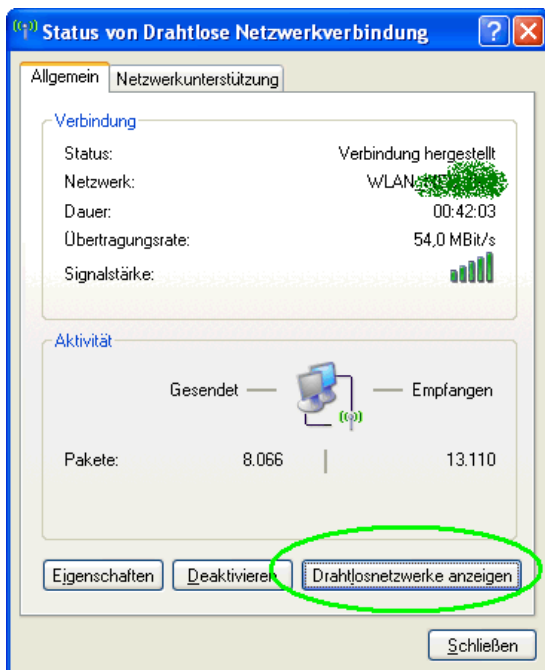 Status von Drahtlose Netzwerkverbindung
Allgemein Netzwerkunterstützung
Verbindung
Status: Verbindung hergestellt
Netzwerk: WLAN
Dauer: 00:42:03
Übertragungsrate: 54,0 MBit/s
Signalstärke:
Aktivität
Gesendet Empfangen
Pakete: 8.066 13.110
Eigenschaften Deaktivieren Drahtlosnetzwerke anzeigen
Schließen